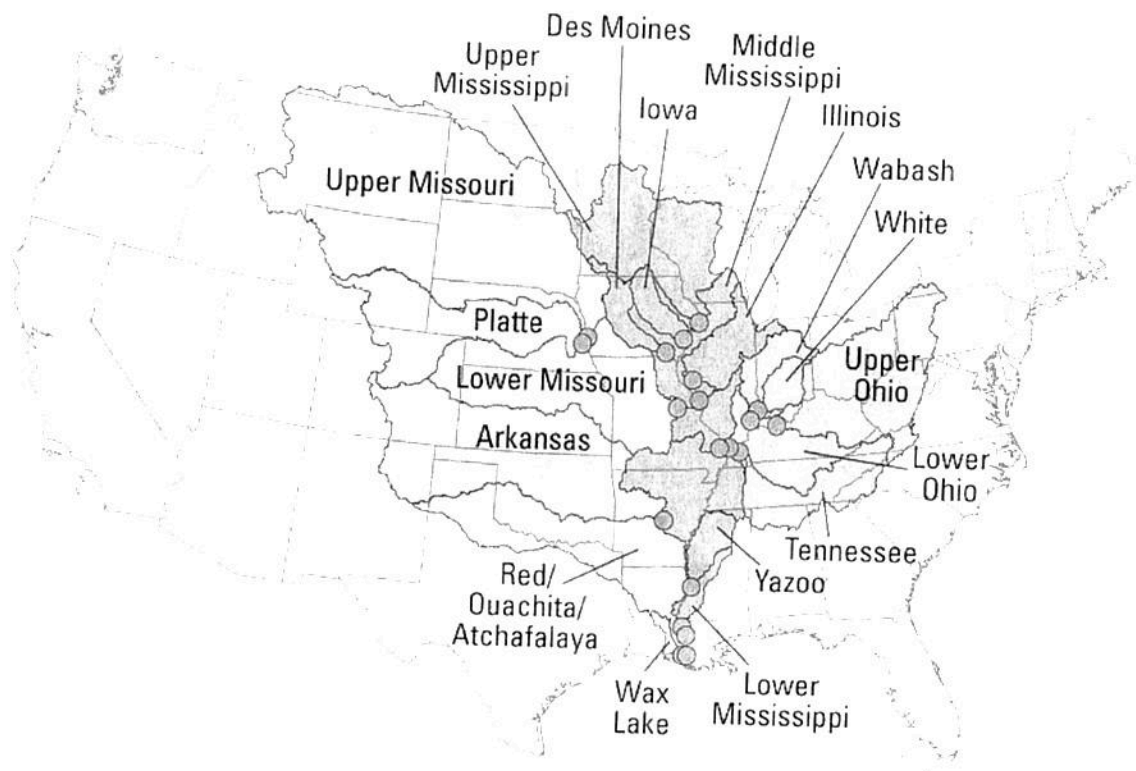 Des Moines
Upper
Mississippi
Middle
Mississippi
Iowa
Illinois
Wabash
White
Upper Missouri
Platte
Lower Missouri
Upper
Ohio
Arkansas
Lower
Ohio
Tennessee
Yazoo
Red/
Ouachita/
Atchafalaya
Wax
Lake
Lower
Mississippi